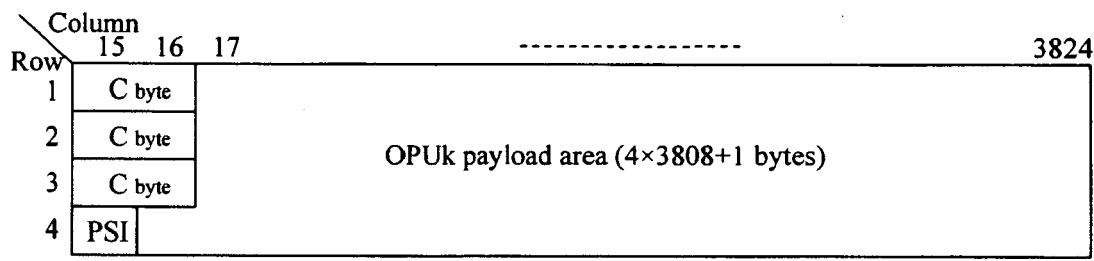 Column
15 16 17 ------------------ 3824
Row
1 C byte
2 C byte
OPUk payload area (4×3808+1 bytes)
3 C byte
4 PSI